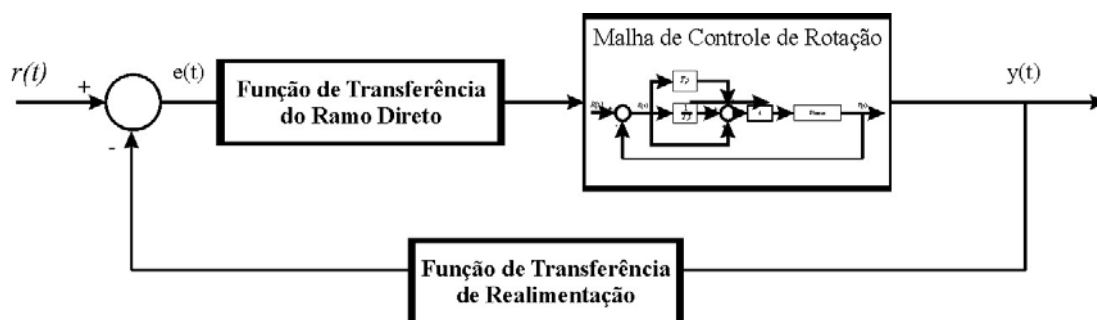 Malha de Controle de Rotação
r(t)
+
e(t)
Função de Transferência
do Ramo Direto
y(t)
-
Função de Transferência
de Realimentação